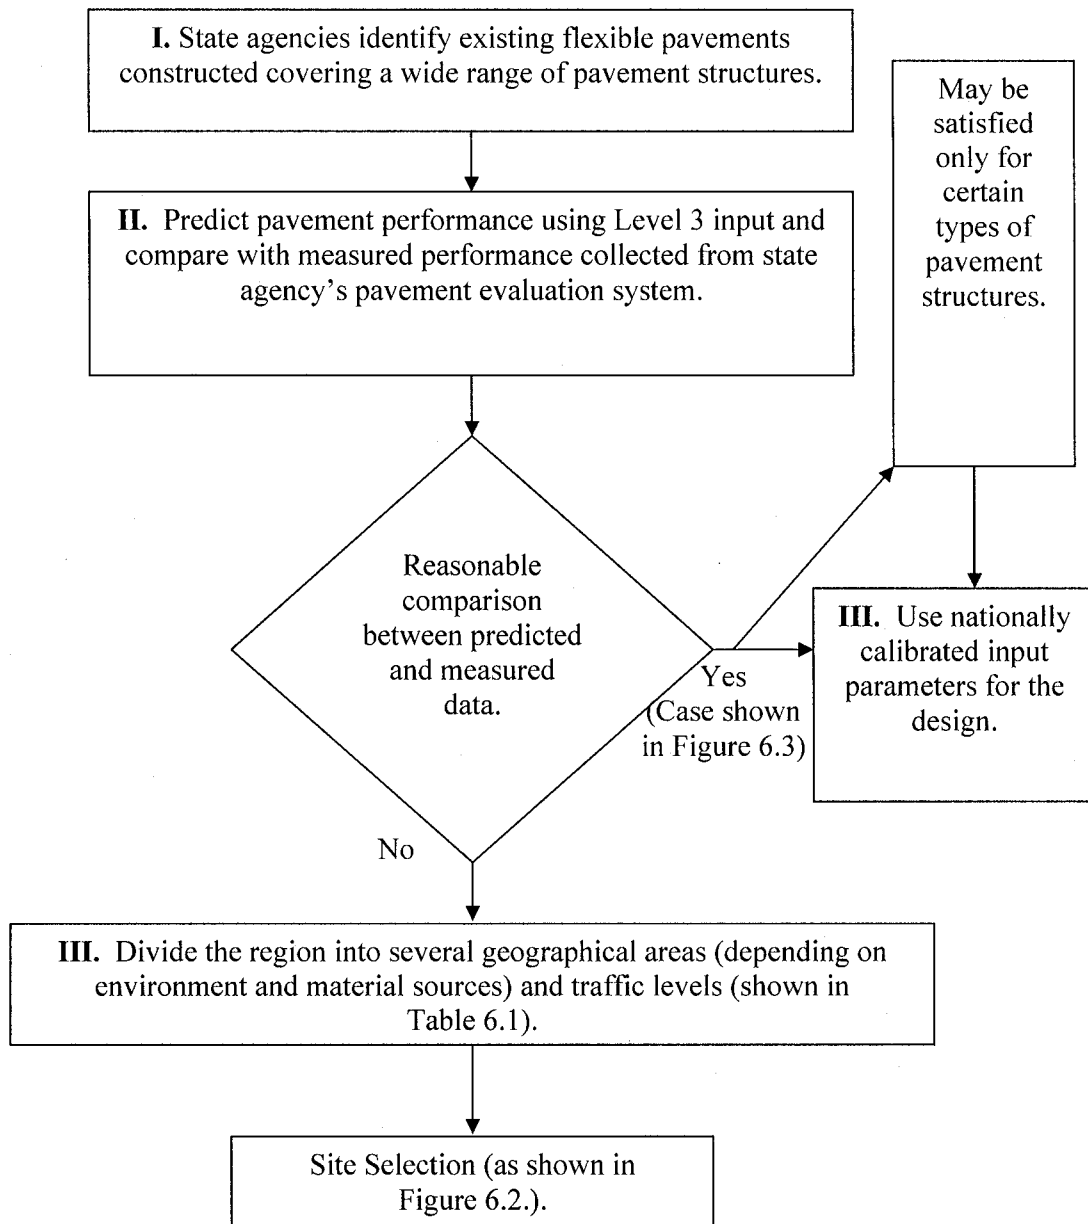 I. State agencies identify existing flexible pavements
constructed covering a wide range of pavement structures.
II. Predict pavement performance using Level 3 input and
compare with measured performance collected from state
agency's pavement evaluation system.
May be
satisfied
only for
certain
types of
pavement
structures.
Reasonable
comparison
between predicted
and measured
data.
Yes
(Case shown
in Figure 6.3)
III. Use nationally
calibrated input
parameters for the
design.
No
III. Divide the region into several geographical areas (depending on
environment and material sources) and traffic levels (shown in
Table 6.1).
Site Selection (as shown in
Figure 6.2.).